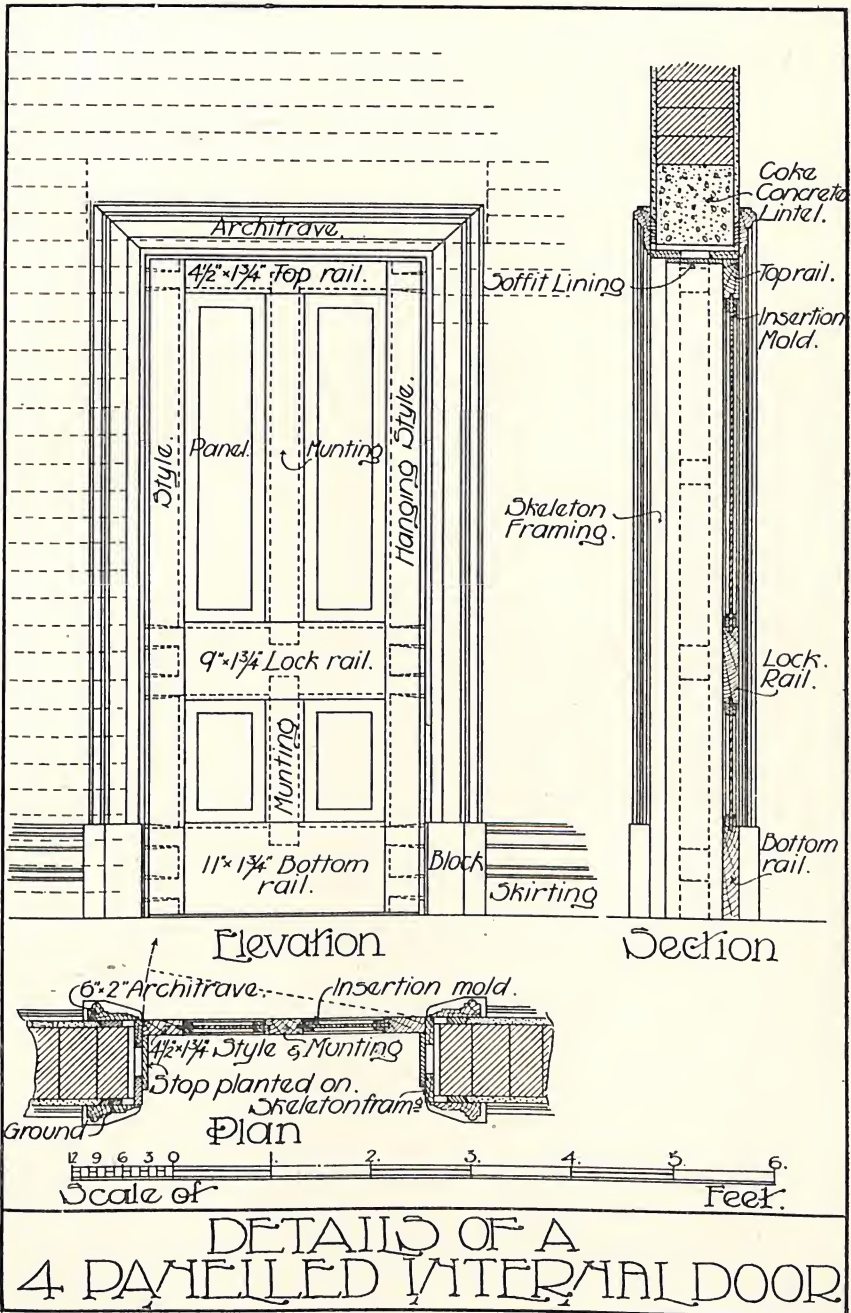 Architrave.
4½"×1¾" Top rail.
Soffit Lining
Style.
Panel.
Munting
Hanging Style.
9"×1¾" Lock rail.
Munting
11"×1¾" Bottom
rail.
Block
Skirting
Elevation
Coke
Concrete
Lintel.
Top rail.
Insertion
Mold.
Skeleton
Framing.
Lock.
Rail.
Bottom
rail.
Section
6"×2" Architrave.
Insertion mold.
4½"×1¾" Style & Munting
Stop planted on.
Skeleton framg
Ground
Plan
12 9 6 3 0 1. 2. 3. 4. 5. 6.
Scale of Feet.
DETAILS OF A
4 PANELLED INTERNAL DOOR